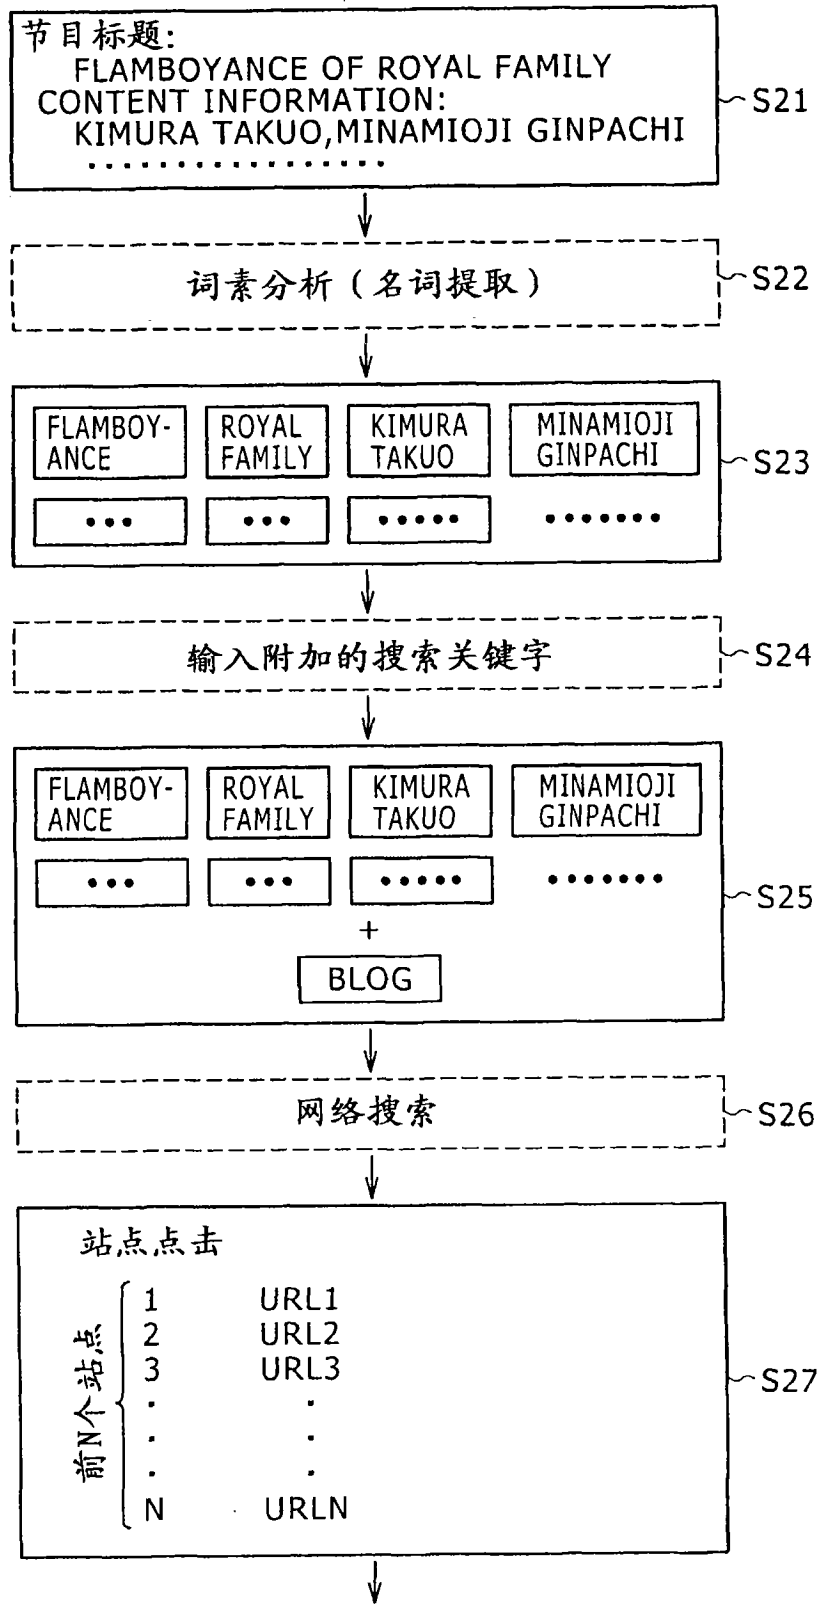 节目标题:
FLAMBOYANCE OF ROYAL FAMILY
CONTENT INFORMATION:
KIMURA TAKUO,MINAMIOJI GINPACHI
.................
S21
词素分析(名词提取)
S22
FLAMBOY-
ANCE
ROYAL
FAMILY
KIMURA
TAKUO
MINAMIOJI
GINPACHI
S23
•••
•••
•••••
•••••••
输入附加的搜索关键字
S24
FLAMBOY-
ANCE
ROYAL
FAMILY
KIMURA
TAKUO
MINAMIOJI
GINPACHI
•••
•••
•••••
•••••••
S25
+
BLOG
网络搜索
S26
站点点击
前N个站点
1 URL1
2 URL2
3 URL3
. .
. .
. .
N URLN
S27